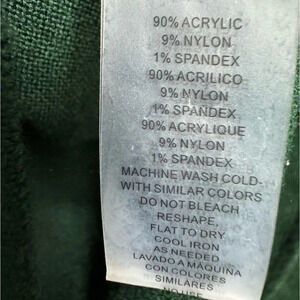 90% ACRYLIC
9% NYLON
1% SPANDEX
90% ACRILICO
9% NYLON
1% SPANDEX
90% ACRYLIQUE
9% NYLON
1% SPANDEX
MACHINE WASH COLD-
WITH SIMILAR COLORS
DO NOT BLEACH
RESHAPE,
FLAT TO DRY
COOL IRON
AS NEEDED
LAVADO A MAQUINA
CON COLORES
SIMILARES
NO USE